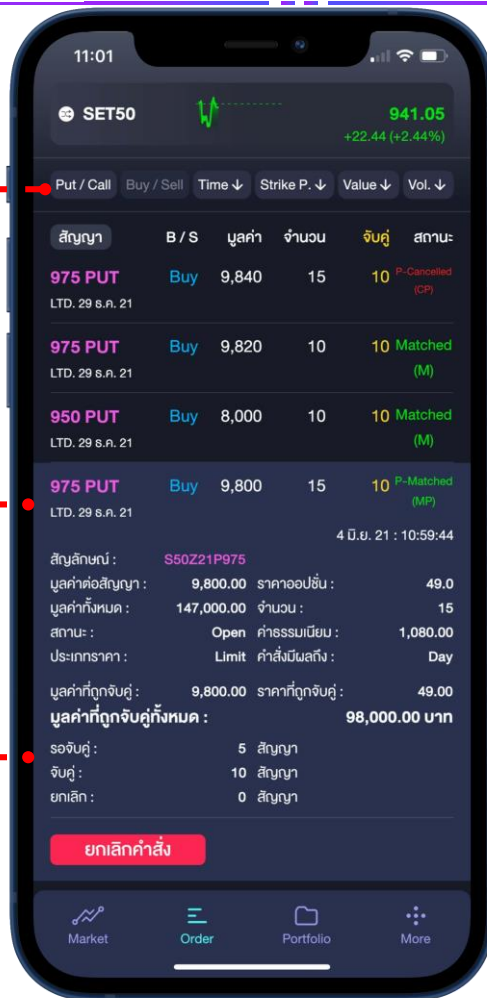 11:01
SET50 941.05
+22.44 (+2.44%)
Put / Call Buy / Sell Time ↓ Strike P. ↓ Value ↓ Vol. ↓
สัญญา B / S มูลค่า จำนวน จับคู่ สถานะ
975 PUT Buy 9,840 15 10 P-Cancelled
(CP)
LTD. 29 ธ.ค. 21
975 PUT Buy 9,820 10 10 Matched
(M)
LTD. 29 ธ.ค. 21
950 PUT Buy 8,000 10 10 Matched
(M)
LTD. 29 ธ.ค. 21
975 PUT Buy 9,800 15 10 P-Matched
(MP)
LTD. 29 ธ.ค. 21
4 มิ.ย. 21 : 10:59:44
สัญลักษณ์ : S50Z21P975
มูลค่าต่อสัญญา : 9,800.00 ราคาออปชั่น : 49.0
มูลค่าทั้งหมด : 147,000.00 จำนวน : 15
สถานะ : Open ค่าธรรมเนียม : 1,080.00
ประเภทราคา : Limit คำสั่งมีผลถึง : Day
มูลค่าที่ถูกจับคู่ : 9,800.00 ราคาที่ถูกจับคู่ : 49.00
มูลค่าที่ถูกจับคู่ทั้งหมด : 98,000.00 บาท
รอจับคู่ : 5 สัญญา
จับคู่ : 10 สัญญา
ยกเลิก : 0 สัญญา
ยกเลิกคำสั่ง
Market Order Portfolio More